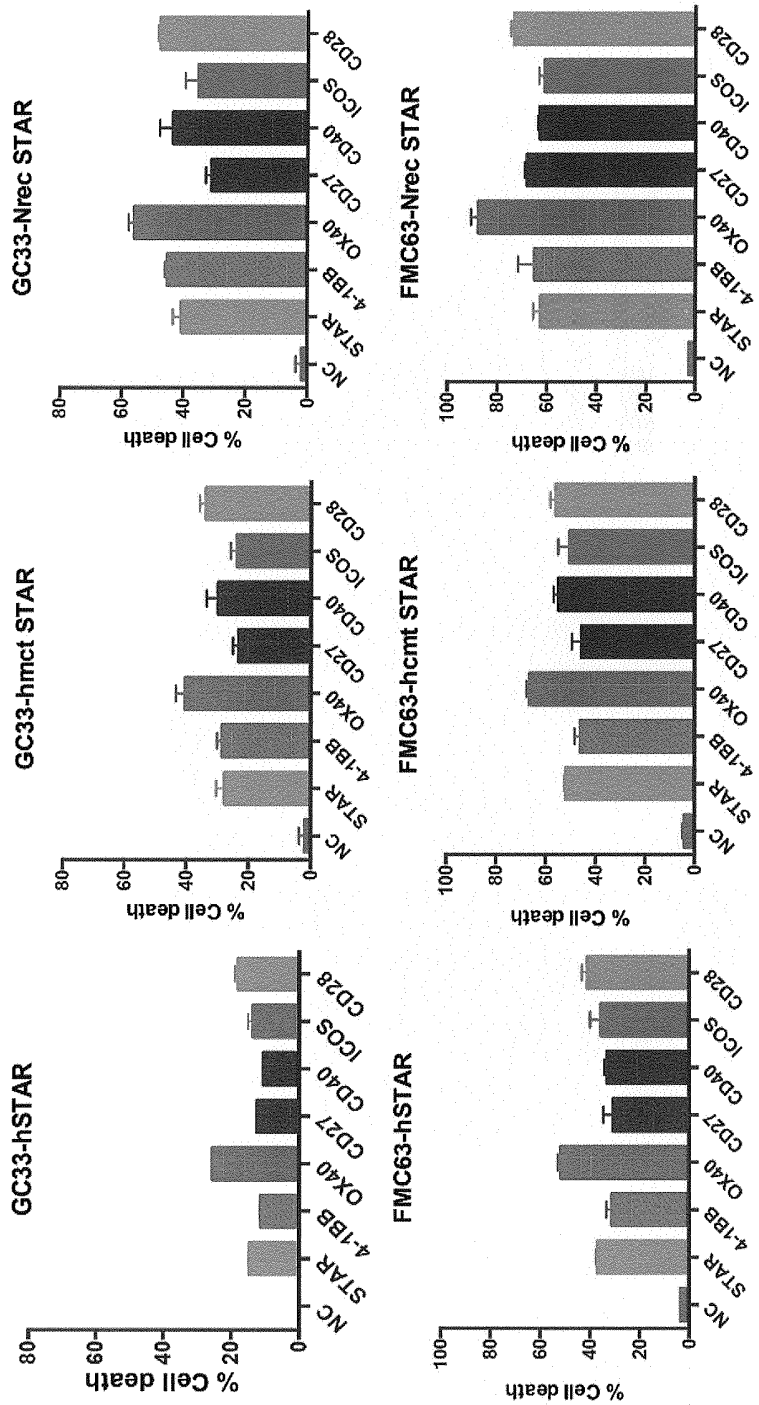 GC33-hSTAR
% Cell death
80
60
40
20
0
NC
STAR
4-1BB
OX40
CD27
CD40
ICOS
CD28
GC33-hmct STAR
% Cell death
80
60
40
20
0
NC
STAR
4-1BB
OX40
CD27
CD40
ICOS
CD28
GC33-Nrec STAR
% Cell death
80
60
40
20
0
NC
STAR
4-1BB
OX40
CD27
CD40
ICOS
CD28
FMC63-hSTAR
% Cell death
100
80
60
40
20
0
NC
STAR
4-1BB
OX40
CD27
CD40
ICOS
CD28
FMC63-hcmt STAR
% Cell death
100
80
60
40
20
0
NC
STAR
4-1BB
OX40
CD27
CD40
ICOS
CD28
FMC63-Nrec STAR
% Cell death
100
80
60
40
20
0
NC
STAR
4-1BB
OX40
CD27
CD40
ICOS
CD28